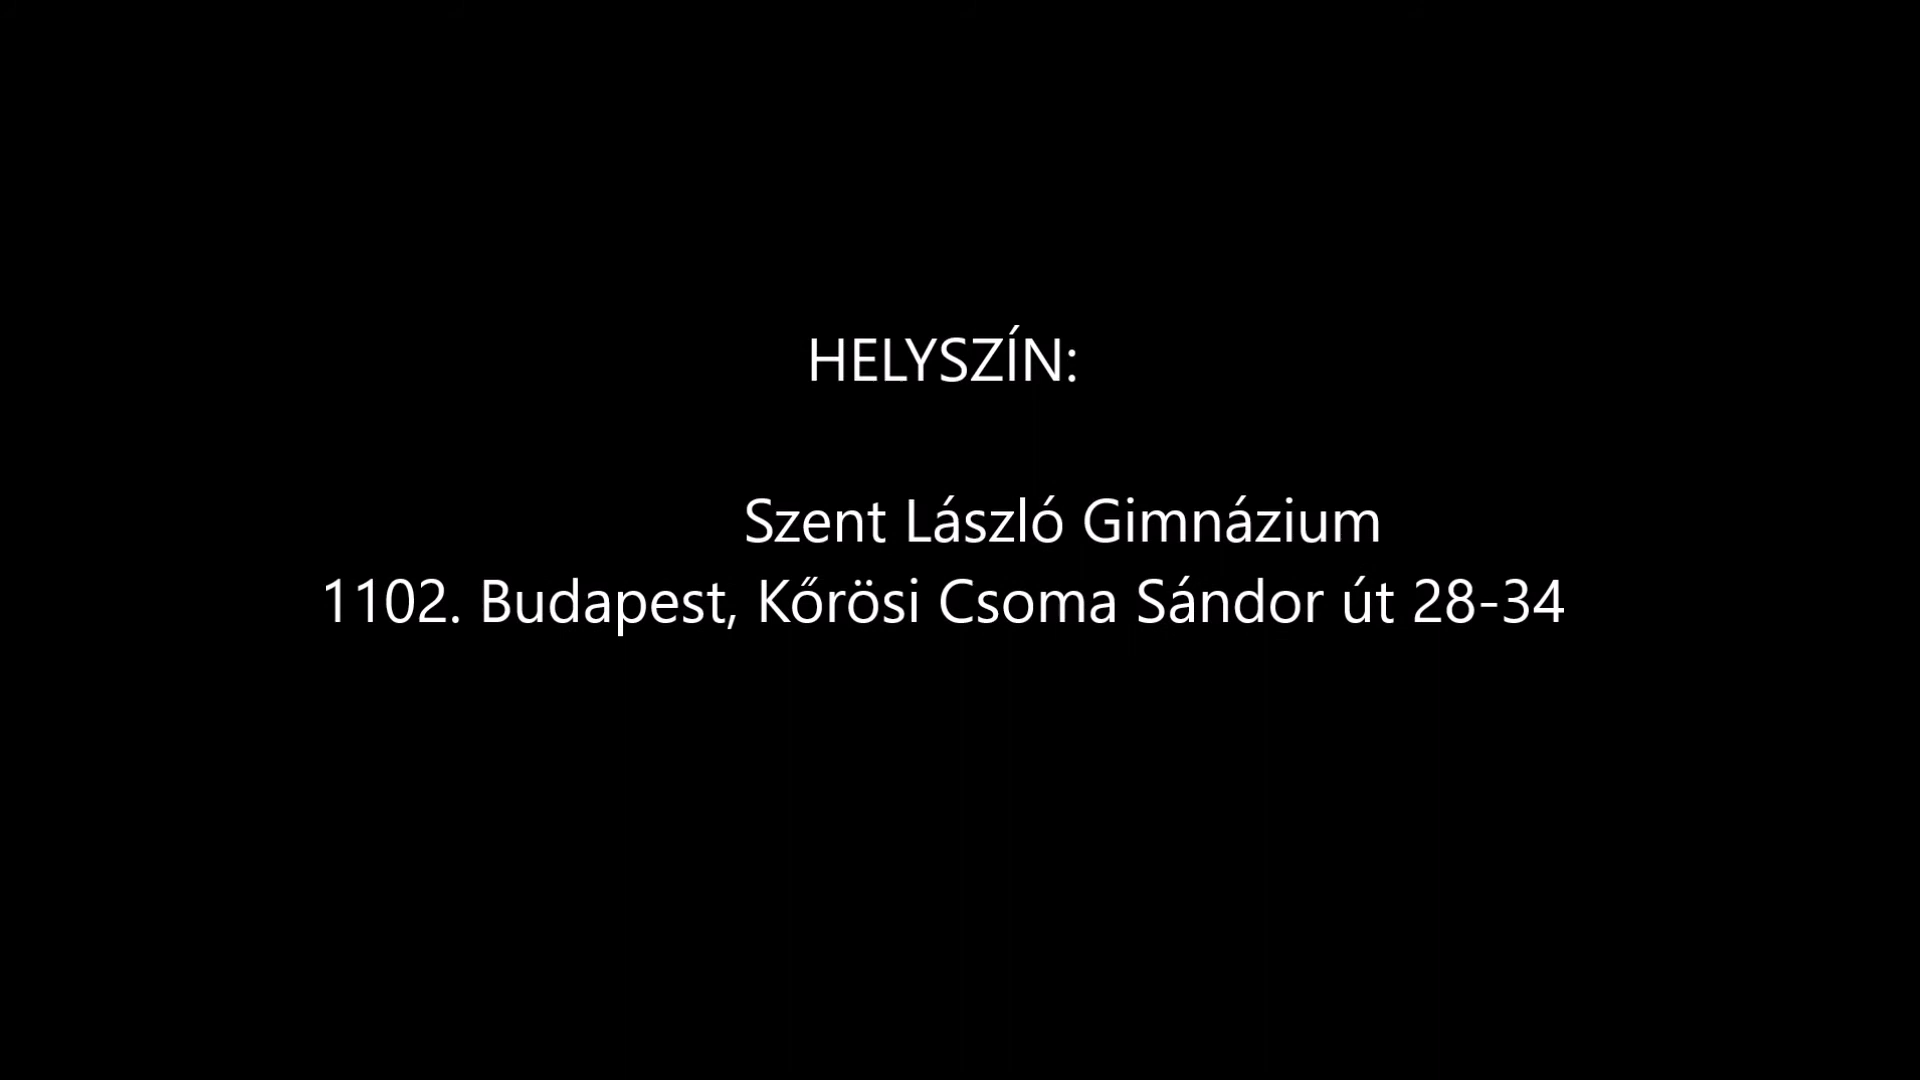 HELYSZÍN:
Szent László Gimnázium
1102. Budapest, Kőrösi Csoma Sándor út 28-34